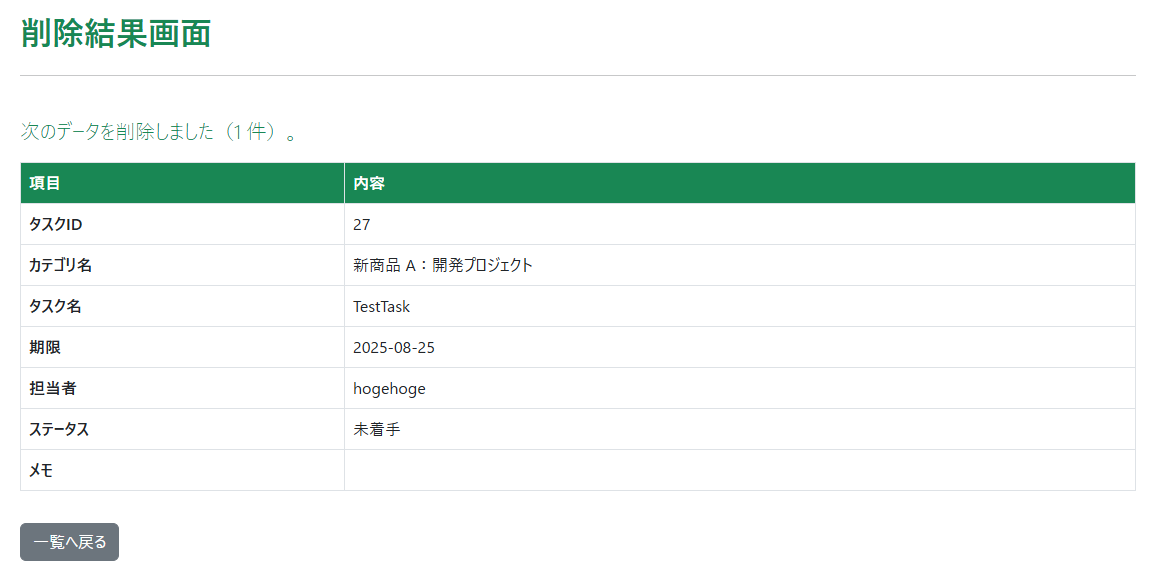 削除結果画面
次のデータを削除しました（1 件）。
項目 内容
タスクID 27
カテゴリ名 新商品 A：開発プロジェクト
タスク名 TestTask
期限 2025-08-25
担当者 hogehoge
ステータス 未着手
メモ
一覧へ戻る